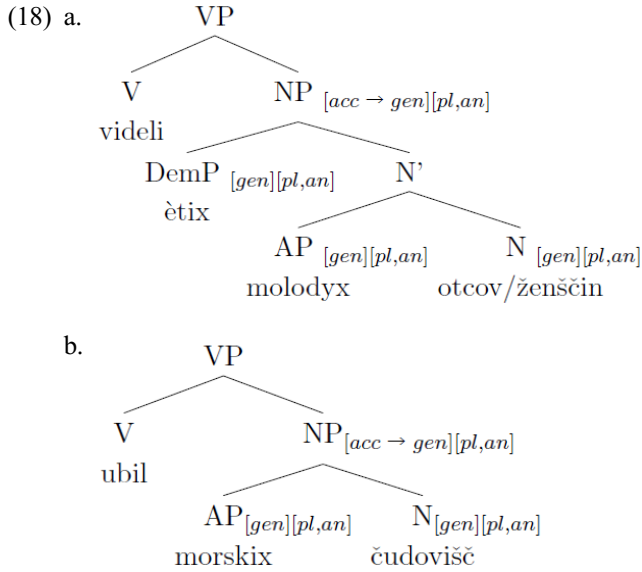 (18) a.
VP
V NP [acc → gen][pl,an]
videli
DemP [gen][pl,an] N’
ètix
AP [gen][pl,an] N [gen][pl,an]
molodyx otcov/ženščin
b.
VP
V NP[acc → gen][pl,an]
ubil
AP[gen][pl,an] N[gen][pl,an]
morskix čudovišč